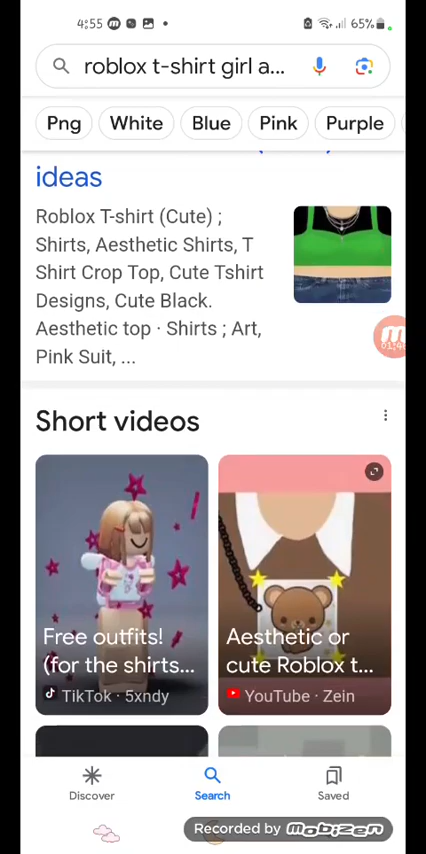 4:55
65%
roblox t-shirt girl a...
Png White Blue Pink Purple
ideas
Roblox T-shirt (Cute) ;
Shirts, Aesthetic Shirts, T
Shirt Crop Top, Cute Tshirt
Designs, Cute Black.
Aesthetic top · Shirts ; Art,
Pink Suit, ...
Short videos
Free outfits!
(for the shirts...
TikTok · 5xndy
Aesthetic or
cute Roblox t...
YouTube · Zein
Discover Search Saved
Recorded by mobizen